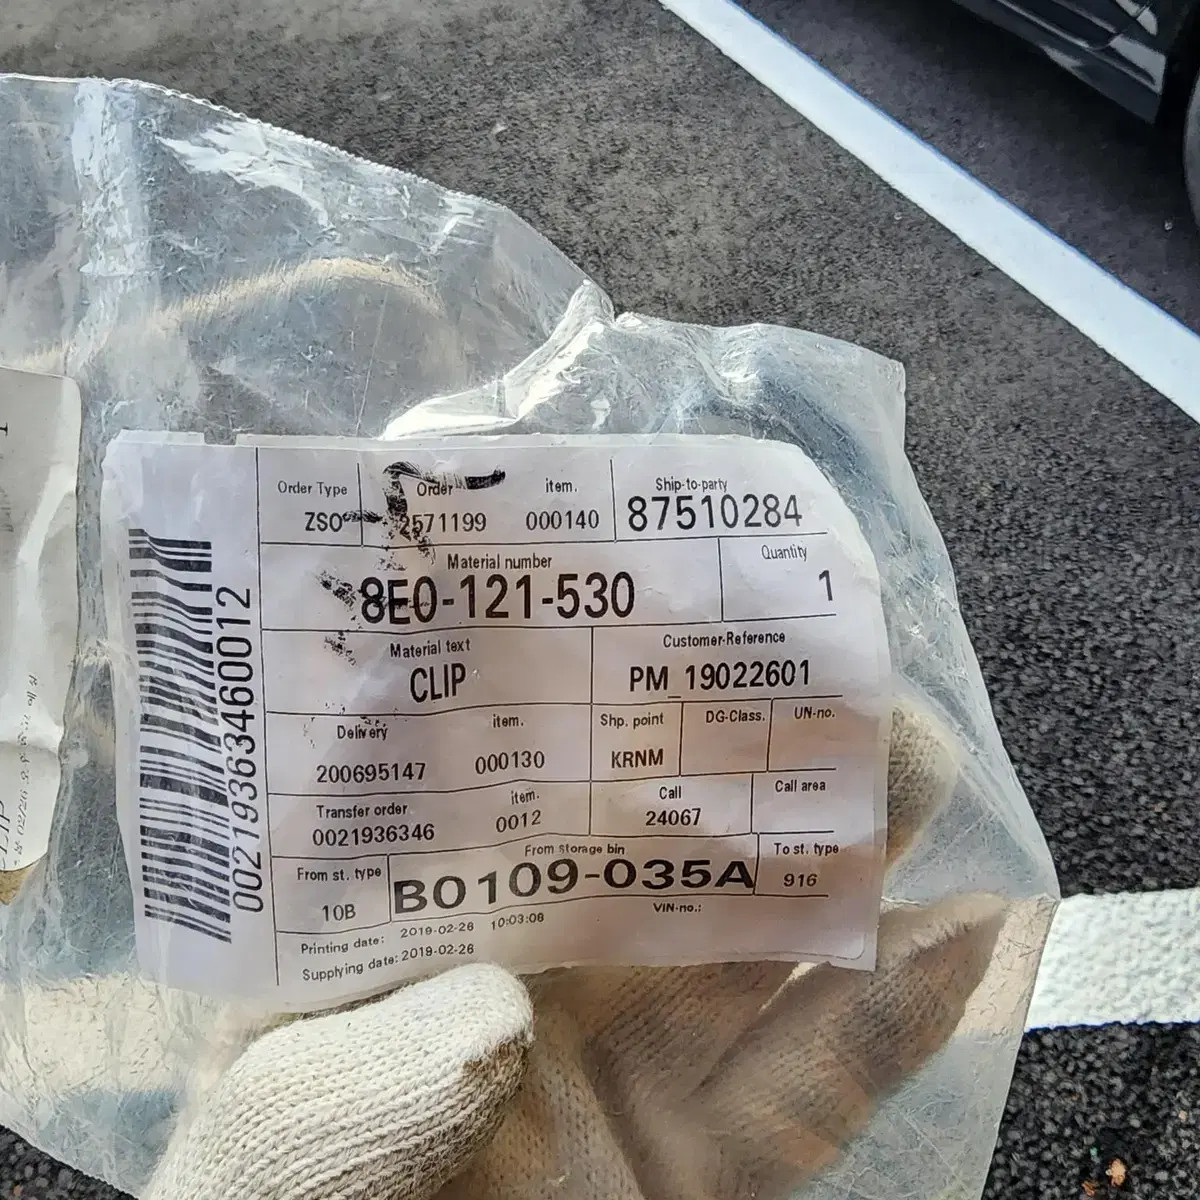 Order Type
Order
item.
Ship-to-party
ZSO
2571199
000140
87510284
Material number
Quantity
8E0-121-530
1
Material text
Customer-Reference
CLIP
PM_19022601
Delivery
item.
Shp. point
DG-Class.
UN-no.
200695147
000130
KRNM
Transfer order
item.
Call
Call area
0021936346
0012
24067
From st. type
From storage bin
To st. type
10B
B0109-035A
916
Printing date: 2019-02-26 10:03:06
VIN-no.:
Supplying date: 2019-02-26
00219363460012